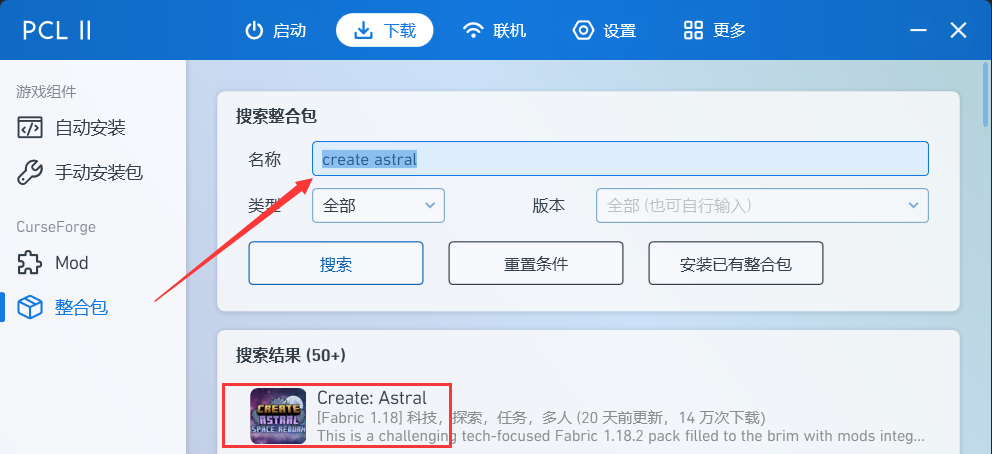 PCL II 启动 下载 联机 设置 更多
游戏组件
自动安装
手动安装包
CurseForge
Mod
整合包
搜索整合包
名称 create astral
类型 全部 版本 全部 (也可自行输入)
搜索 重置条件 安装已有整合包
搜索结果 (50+)
CREATE
ASTRAL
SPACE REBORN
Create: Astral
[Fabric 1.18] 科技，探索，任务，多人 (20 天前更新，14 万次下载)
This is a challenging tech-focused Fabric 1.18.2 pack filled to the brim with mods integ...